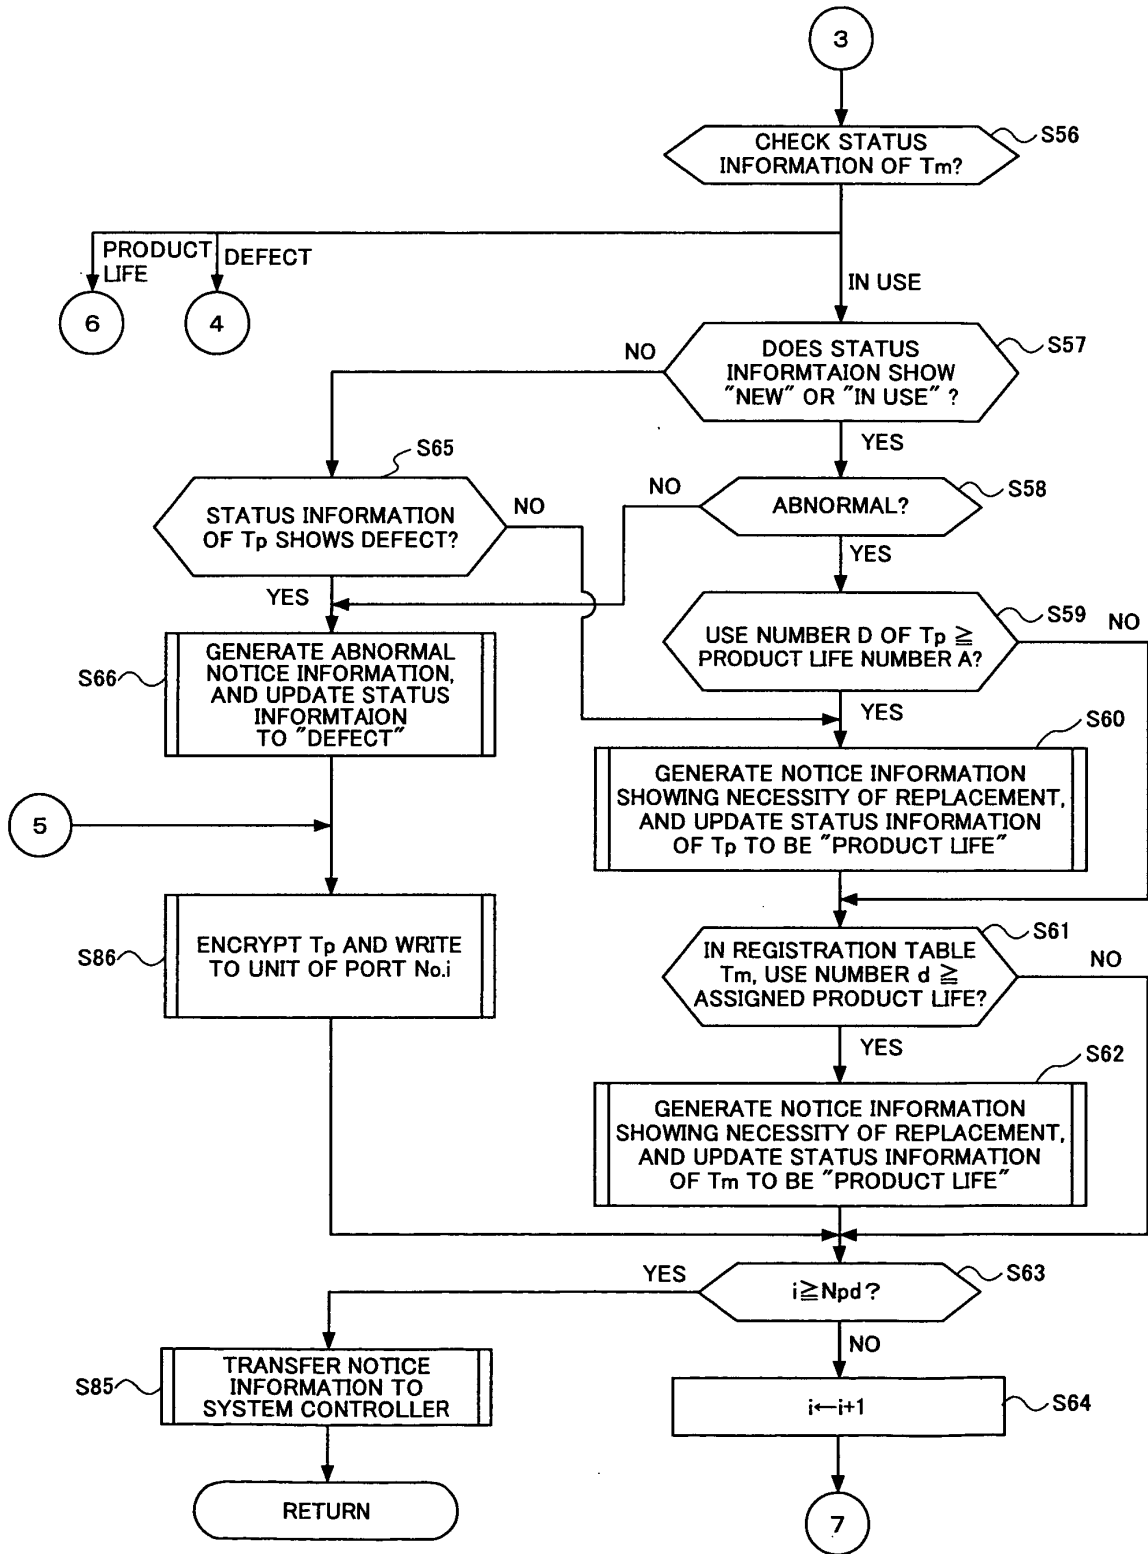 3
CHECK STATUS
INFORMATION OF Tm?
S56
PRODUCT
LIFE
DEFECT
IN USE
6
4
DOES STATUS
INFORMTAION SHOW
"NEW" OR "IN USE" ?
S57
NO
YES
S65
STATUS INFORMATION
OF Tp SHOWS DEFECT?
NO
YES
NO
ABNORMAL?
S58
YES
USE NUMBER D OF Tp ≧
PRODUCT LIFE NUMBER A?
S59
NO
YES
S66
GENERATE ABNORMAL
NOTICE INFORMATION,
AND UPDATE STATUS
INFORMTAION
TO "DEFECT"
S60
GENERATE NOTICE INFORMATION
SHOWING NECESSITY OF REPLACEMENT,
AND UPDATE STATUS INFORMATION
OF Tp TO BE "PRODUCT LIFE"
5
S86
ENCRYPT Tp AND WRITE
TO UNIT OF PORT No.i
IN REGISTRATION TABLE
Tm, USE NUMBER d ≧
ASSIGNED PRODUCT LIFE?
S61
NO
YES
S62
GENERATE NOTICE INFORMATION
SHOWING NECESSITY OF REPLACEMENT,
AND UPDATE STATUS INFORMATION
OF Tm TO BE "PRODUCT LIFE"
YES
i≧Npd?
S63
NO
S85
TRANSFER NOTICE
INFORMATION TO
SYSTEM CONTROLLER
i←i+1
S64
RETURN
7